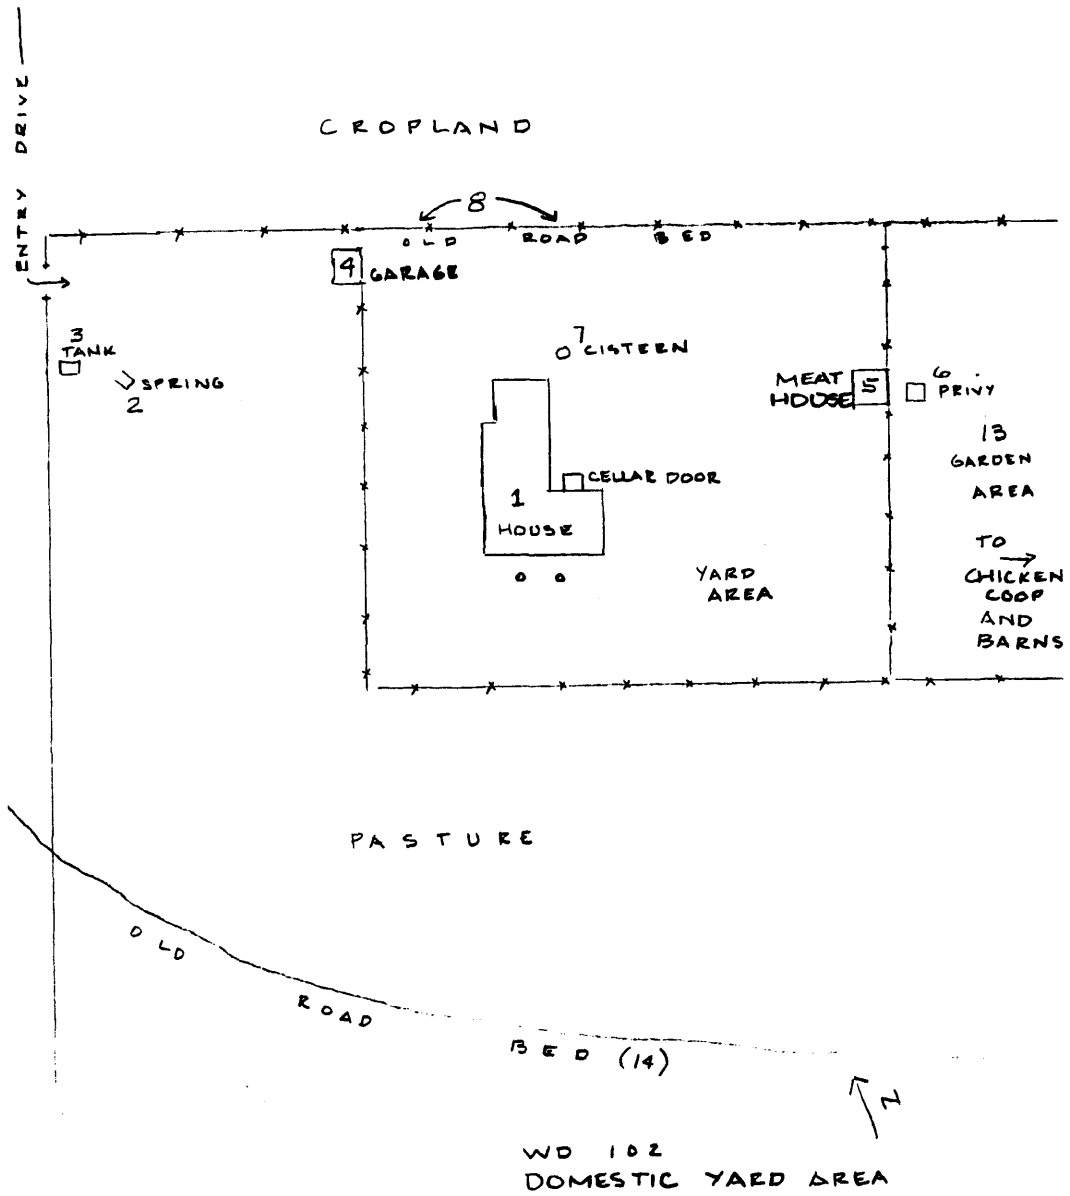 ENTRY DRIVE
CROPLAND
8
OLD ROAD BED
4 GARAGE
3
TANK
7 CISTERN
SPRING
2
MEAT
HOUSE 5
6
PRIVY
13
GARDEN
AREA
CELLAR DOOR
1
HOUSE
TO
CHICKEN
COOP
AND
BARNS
YARD
AREA
PASTURE
OLD ROAD BED (14)
N
WD 102
DOMESTIC YARD AREA